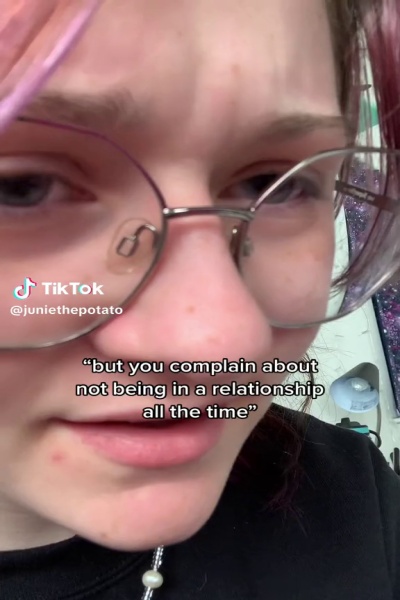 TikTok
@juniethepotato
“but you complain about
not being in a relationship
all the time”